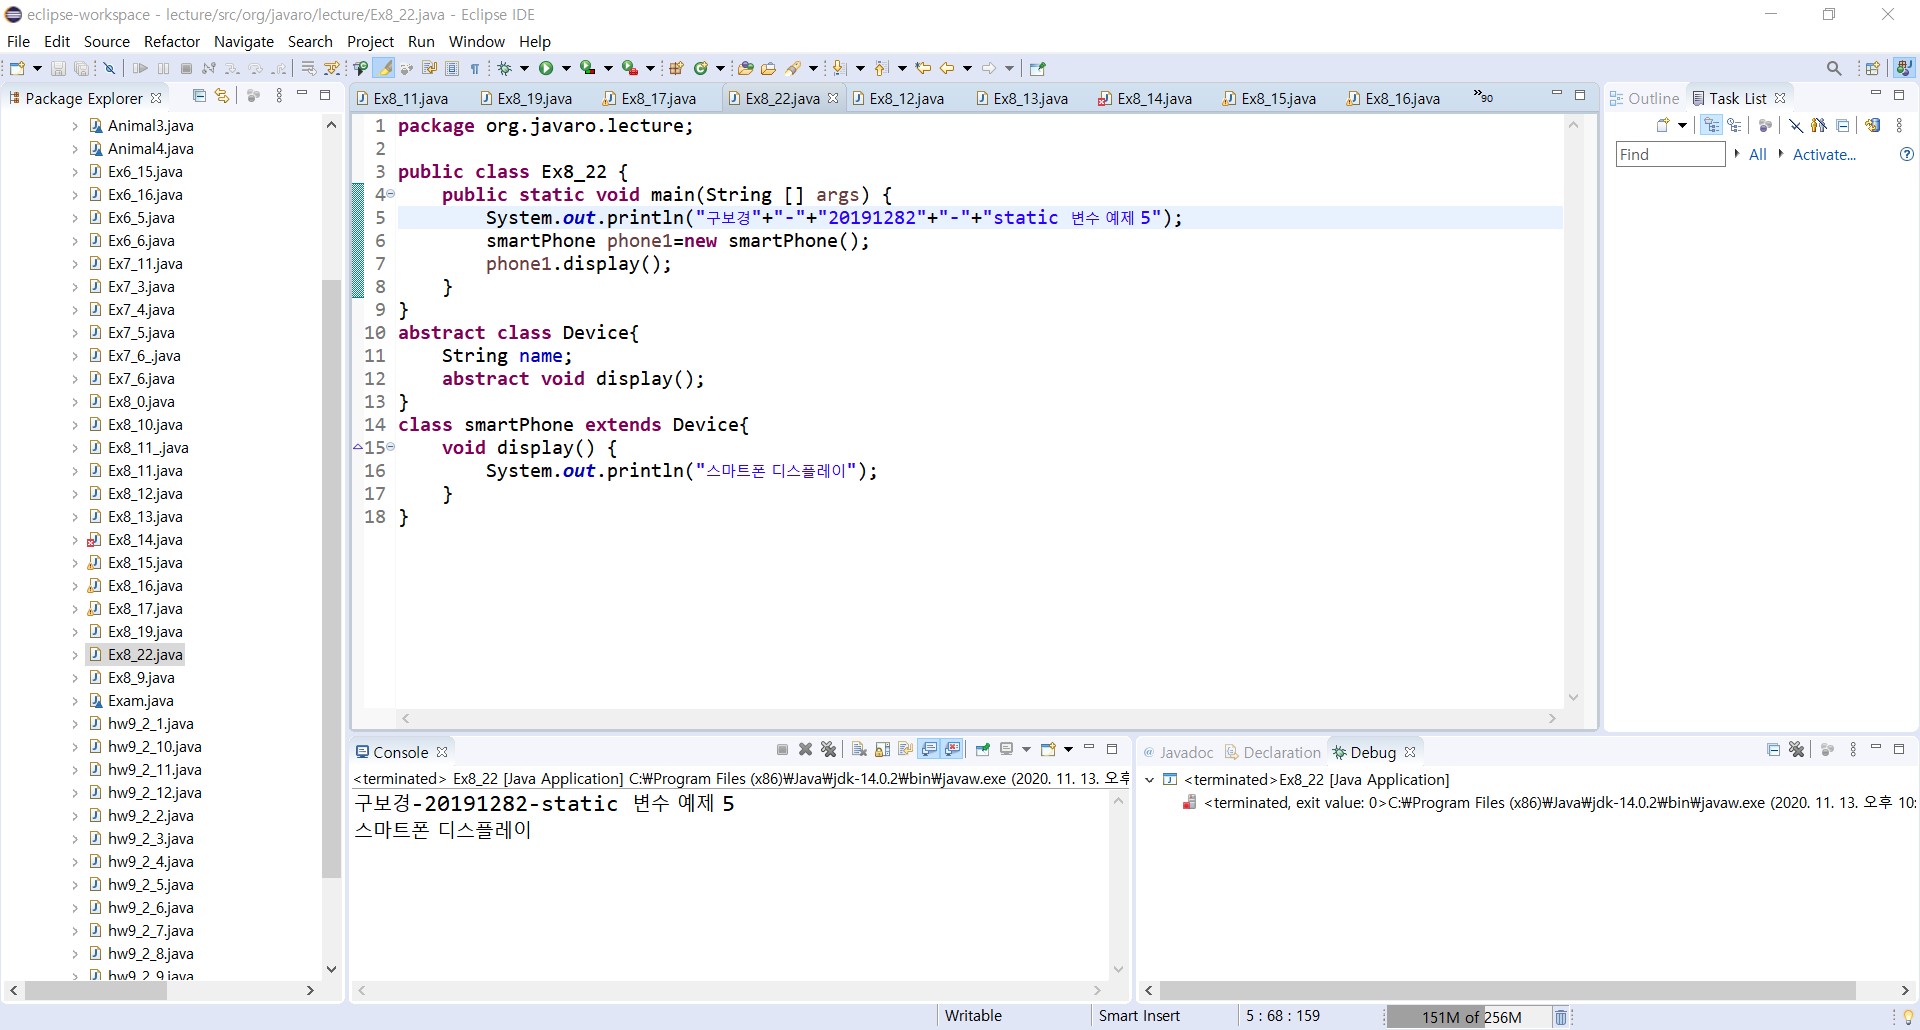 eclipse-workspace - lecture/src/org/javaro/lecture/Ex8_22.java - Eclipse IDE
File Edit Source Refactor Navigate Search Project Run Window Help
Package Explorer
Animal3.java
Animal4.java
Ex6_15.java
Ex6_16.java
Ex6_5.java
Ex6_6.java
Ex7_11.java
Ex7_3.java
Ex7_4.java
Ex7_5.java
Ex7_6_.java
Ex7_6.java
Ex8_0.java
Ex8_10.java
Ex8_11_.java
Ex8_11.java
Ex8_12.java
Ex8_13.java
Ex8_14.java
Ex8_15.java
Ex8_16.java
Ex8_17.java
Ex8_19.java
Ex8_22.java
Ex8_9.java
Exam.java
hw9_2_1.java
hw9_2_10.java
hw9_2_11.java
hw9_2_12.java
hw9_2_2.java
hw9_2_3.java
hw9_2_4.java
hw9_2_5.java
hw9_2_6.java
hw9_2_7.java
hw9_2_8.java
hw9_2_9.java
Ex8_11.java Ex8_19.java Ex8_17.java Ex8_22.java Ex8_12.java Ex8_13.java Ex8_14.java Ex8_15.java Ex8_16.java »90
1 package org.javaro.lecture;
2
3 public class Ex8_22 {
4 public static void main(String [] args) {
5 System.out.println("구보경"+"-"+"20191282"+"-"+"static 변수 예제 5");
6 smartPhone phone1=new smartPhone();
7 phone1.display();
8 }
9 }
10 abstract class Device{
11 String name;
12 abstract void display();
13 }
14 class smartPhone extends Device{
15 void display() {
16 System.out.println("스마트폰 디스플레이");
17 }
18 }
Outline Task List
Find All Activate...
Console
<terminated> Ex8_22 [Java Application] C:₩Program Files (x86)₩Java₩jdk-14.0.2₩bin₩javaw.exe (2020. 11. 13. 오후
구보경-20191282-static 변수 예제 5
스마트폰 디스플레이
Javadoc Declaration Debug
<terminated>Ex8_22 [Java Application]
<terminated, exit value: 0>C:₩Program Files (x86)₩Java₩jdk-14.0.2₩bin₩javaw.exe (2020. 11. 13. 오후 10:
Writable Smart Insert 5 : 68 : 159 151M of 256M